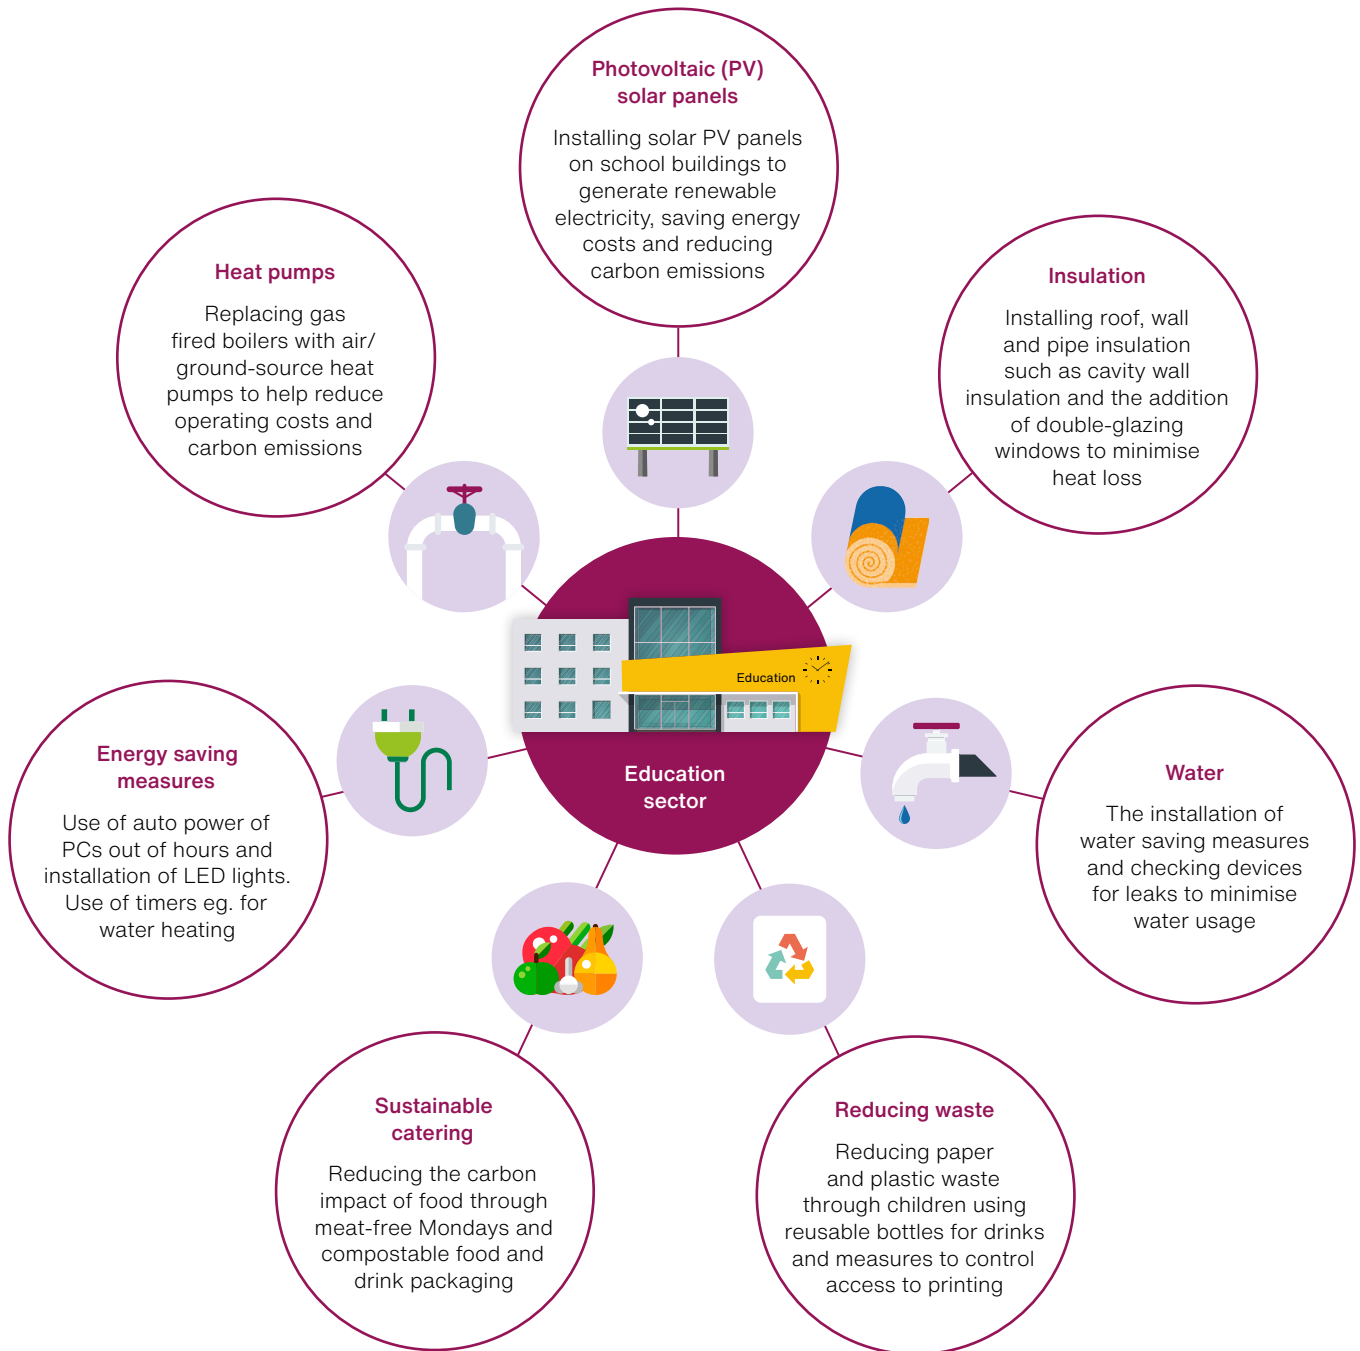 Photovoltaic (PV)
solar panels
Installing solar PV panels
on school buildings to
generate renewable
electricity, saving energy
costs and reducing
carbon emissions
Heat pumps
Replacing gas
fired boilers with air/
ground-source heat
pumps to help reduce
operating costs and
carbon emissions
Insulation
Installing roof, wall
and pipe insulation
such as cavity wall
insulation and the addition
of double-glazing
windows to minimise
heat loss
Education
Education
sector
Energy saving
measures
Use of auto power of
PCs out of hours and
installation of LED lights.
Use of timers eg. for
water heating
Water
The installation of
water saving measures
and checking devices
for leaks to minimise
water usage
Sustainable
catering
Reducing the carbon
impact of food through
meat-free Mondays and
compostable food and
drink packaging
Reducing waste
Reducing paper
and plastic waste
through children using
reusable bottles for drinks
and measures to control
access to printing